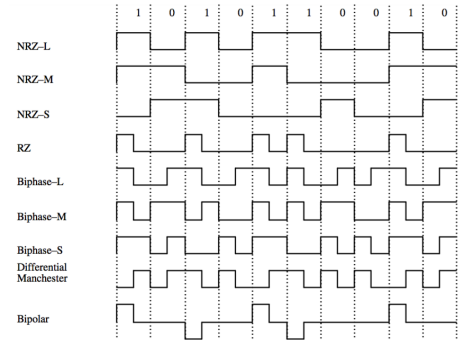 1 0 1 0 1 1 0 0 1 0
NRZ–L
NRZ–M
NRZ–S
RZ
Biphase–L
Biphase–M
Biphase–S
Differential
Manchester
Bipolar